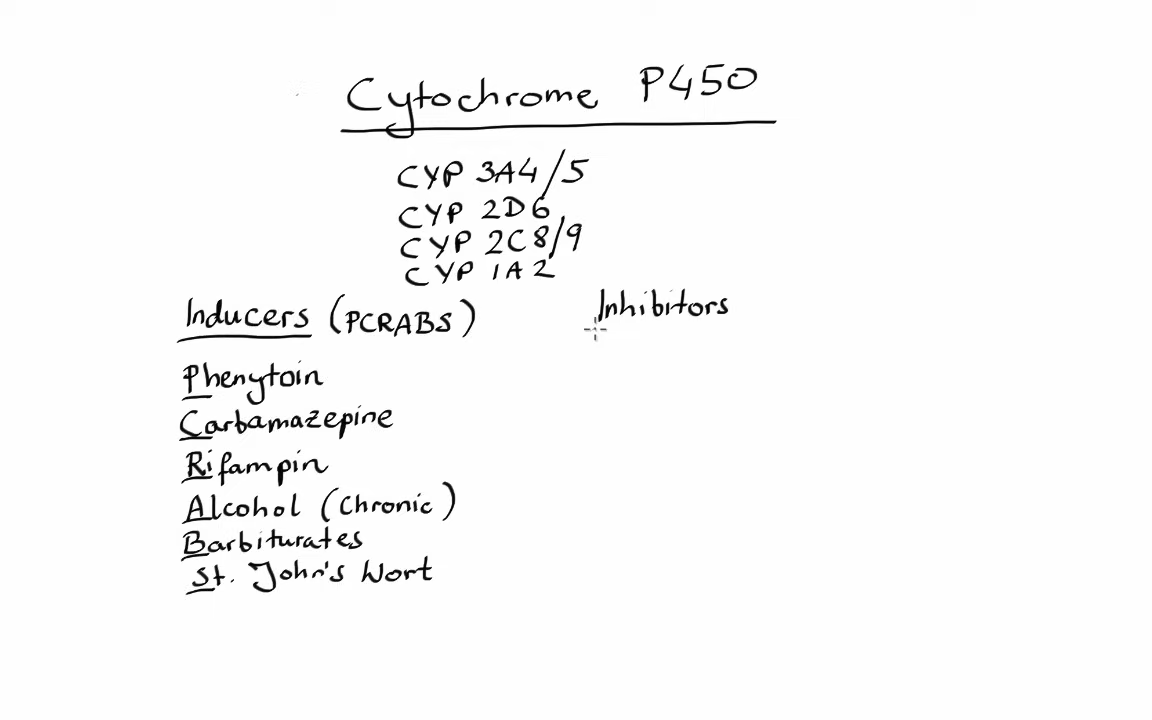 Cytochrome P450
CYP 3A4/5
CYP 2D6
CYP 2C8/9
CYP 1A2
Inducers (PCRABS)
Inhibitors
Phenytoin
Carbamazepine
Rifampin
Alcohol (Chronic)
Barbiturates
St. John's Wort